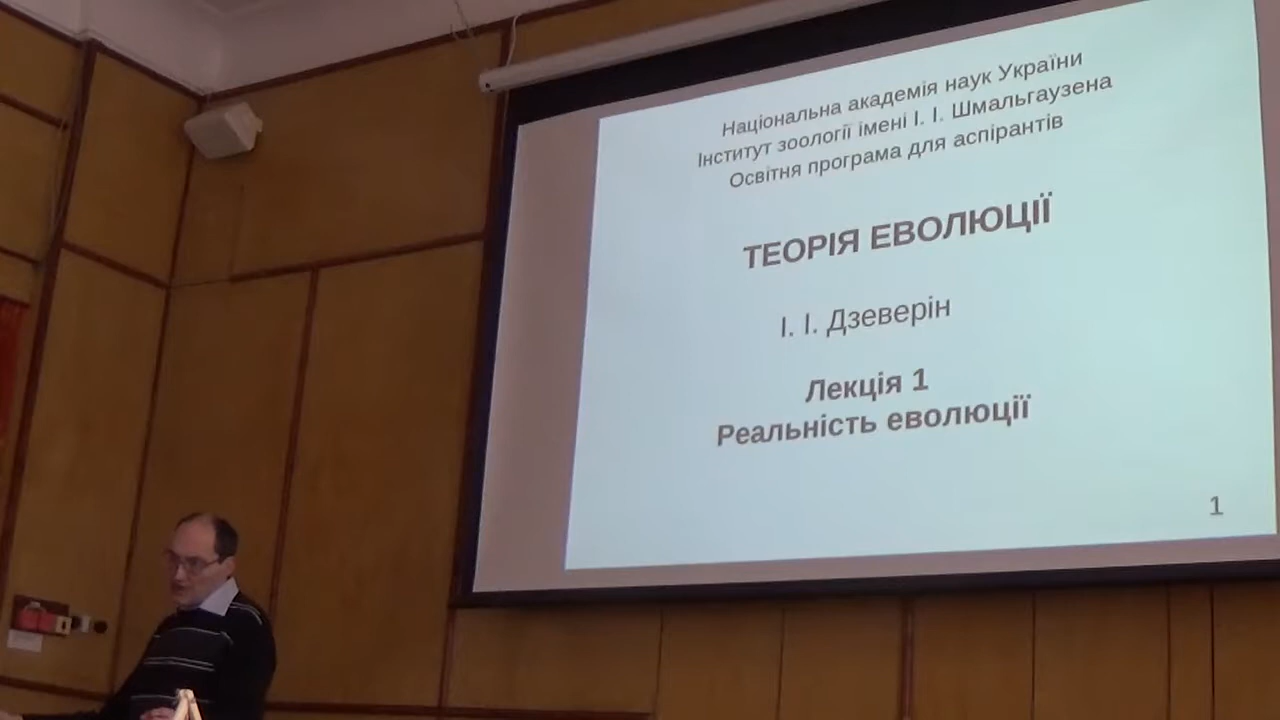 Національна академія наук України
Інститут зоології імені І. І. Шмальгаузена
Освітня програма для аспірантів
ТЕОРІЯ ЕВОЛЮЦІЇ
І. І. Дзеверін
Лекція 1
Реальність еволюції
1